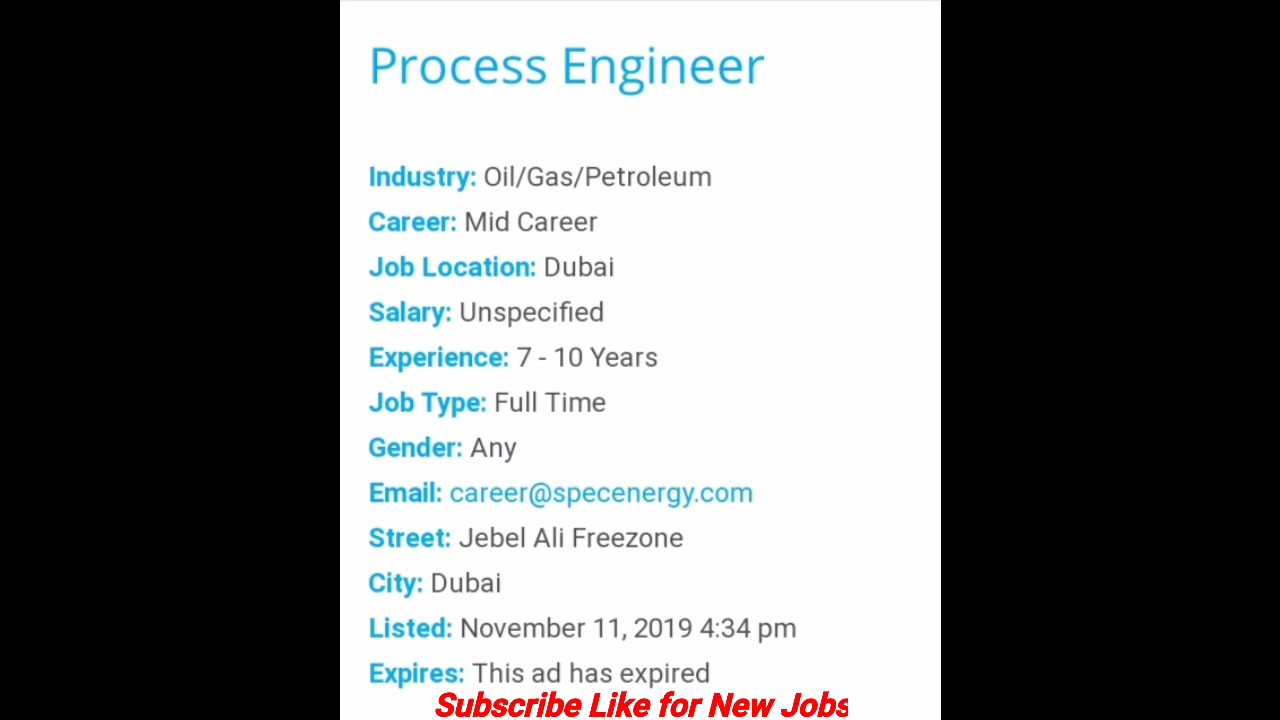 Process Engineer
Industry: Oil/Gas/Petroleum
Career: Mid Career
Job Location: Dubai
Salary: Unspecified
Experience: 7 - 10 Years
Job Type: Full Time
Gender: Any
Email: career@specenergy.com
Street: Jebel Ali Freezone
City: Dubai
Listed: November 11, 2019 4:34 pm
Expires: This ad has expired
Subscribe Like for New Jobs